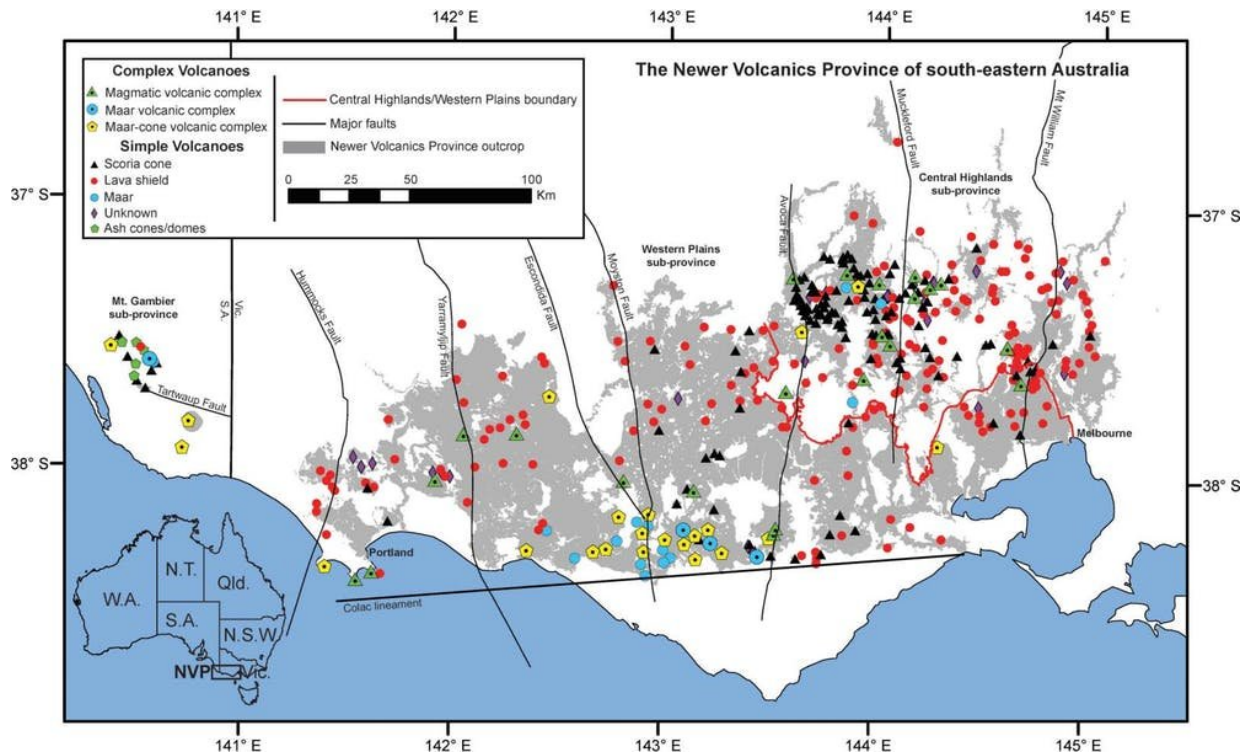 141° E
142° E
143° E
144° E
145° E
Complex Volcanoes
Magmatic volcanic complex
Maar volcanic complex
Maar-cone volcanic complex
Simple Volcanoes
Scoria cone
Lava shield
Maar
Unknown
Ash cones/domes
Central Highlands/Western Plains boundary
Major faults
Newer Volcanics Province outcrop
0 25 50 100
Km
The Newer Volcanics Province of south-eastern Australia
37° S
37° S
Muckleford Fault
Mt William Fault
Central Highlands
sub-province
Avoca Fault
Western Plains
sub-province
Moyston Fault
Escondida Fault
Yarramyljip Fault
Hummocks Fault
Vic.
S.A.
Mt. Gambier
sub-province
Tartwaup Fault
Melbourne
38° S
38° S
Portland
Colac lineament
N.T.
Qld.
W.A.
S.A.
N.S.W.
NVP
Vic.
141° E
142° E
143° E
144° E
145° E